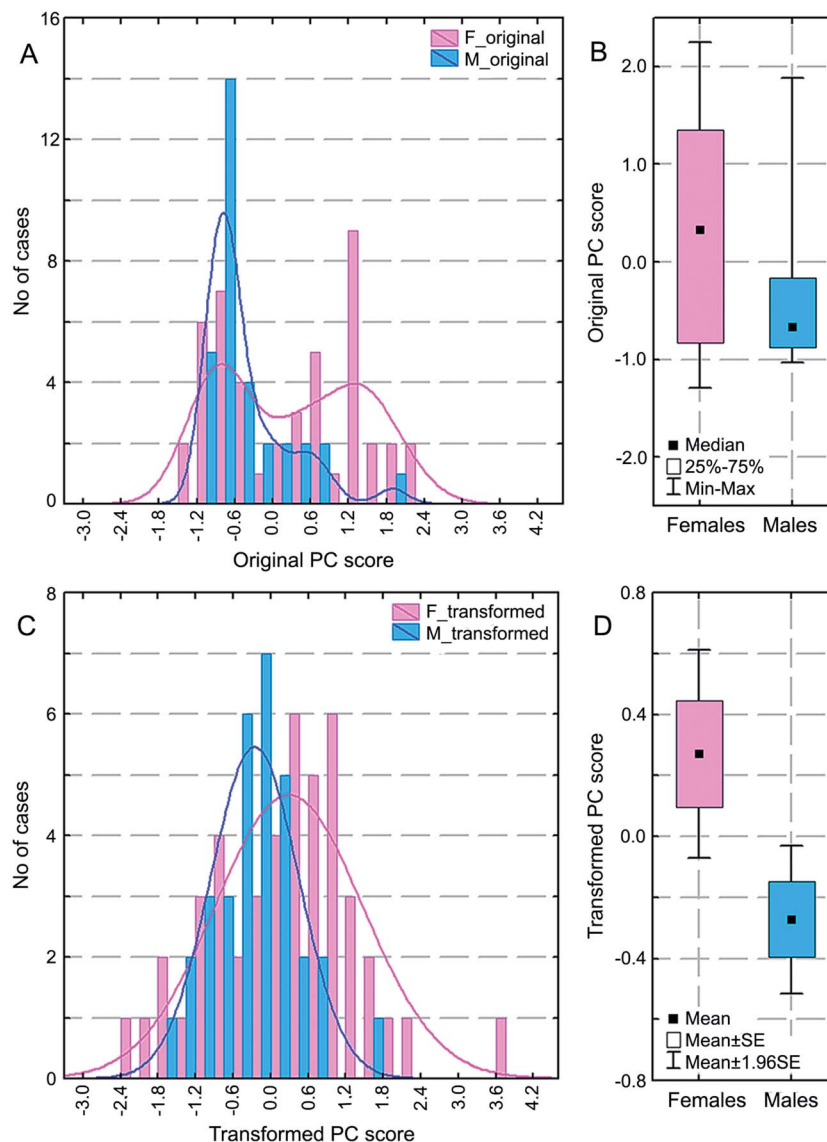 A
F_original
M_original
16
12
8
4
0
No of cases
-3.0
-2.4
-1.8
-1.2
-0.6
0.0
0.6
1.2
1.8
2.4
3.0
3.6
4.2
Original PC score
B
2.0
1.0
0.0
-1.0
-2.0
Original PC score
Median
25%-75%
Min-Max
Females Males
C
F_transformed
M_transformed
8
6
4
2
0
No of cases
-3.0
-2.4
-1.8
-1.2
-0.6
0.0
0.6
1.2
1.8
2.4
3.0
3.6
4.2
Transformed PC score
D
0.8
0.4
0.0
-0.4
-0.8
Transformed PC score
Mean
Mean±SE
Mean±1.96SE
Females Males